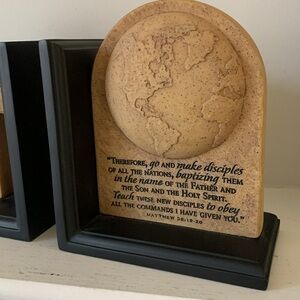 "Therefore, go and make disciples
of all the nations, baptizing them
in the name of the Father and
the Son and the Holy Spirit.
Teach these new disciples to obey
all the commands I have given you."
Matthew 28:19-20